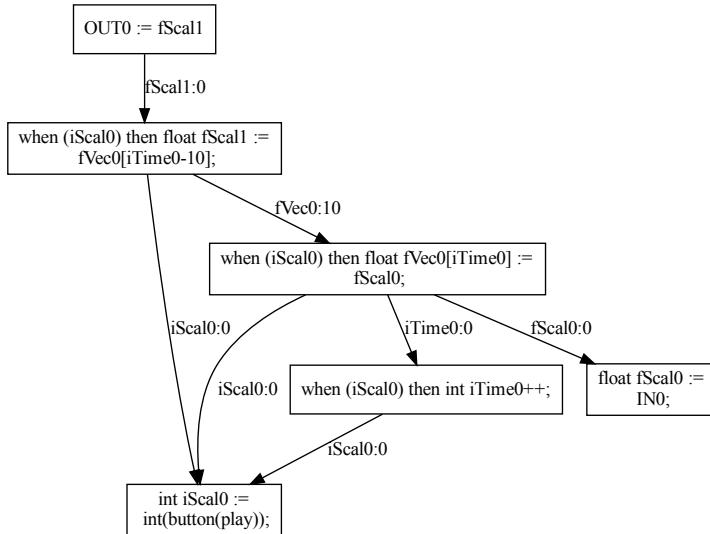 OUT0 := fScal1
fScal1:0
when (iScal0) then float fScal1 :=
fVec0[iTime0-10];
fVec0:10
when (iScal0) then float fVec0[iTime0] :=
fScal0;
iScal0:0
iTime0:0
fScal0:0
iScal0:0
when (iScal0) then int iTime0++;
float fScal0 :=
IN0;
iScal0:0
int iScal0 :=
int(button(play));